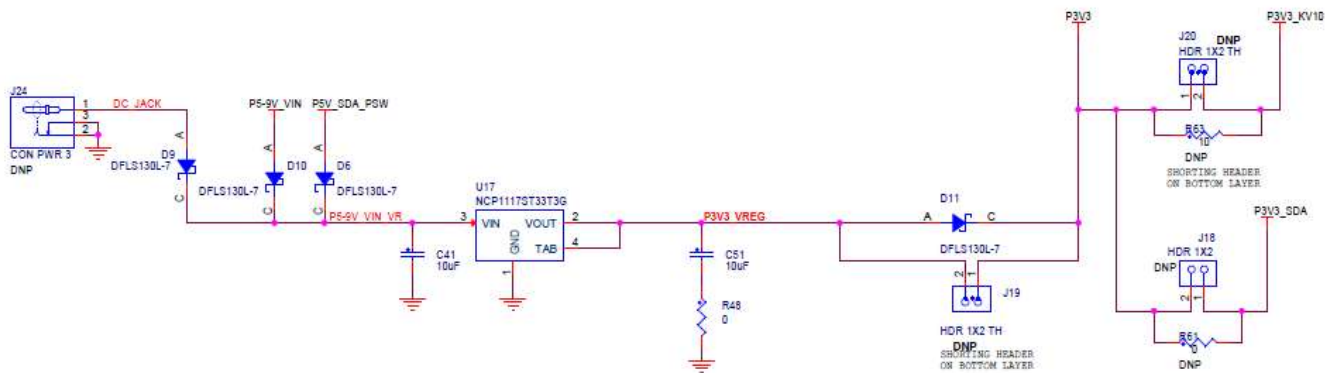 J24
1
3
2
CON PWR 3
DNP
DC_JACK
A
D9
DFLS130L-7
C
P5-9V_VIN
A
D10
DFLS130L-7
C
P5V_SDA_PSW
A
D6
DFLS130L-7
C
P5-9V_VIN_VR
C41
10uF
U17
NCP1117ST33T3G
3
VIN
VOUT
2
GND
TAB
4
1
P3V3_VREG
C51
10uF
R48
0
D11
A
C
DFLS130L-7
2
1
J19
HDR 1X2 TH
DNP
SHORTING HEADER
ON BOTTOM LAYER
P3V3
J20
DNP
HDR 1X2 TH
1
2
P3V3_KV10
R63
10
DNP
SHORTING HEADER
ON BOTTOM LAYER
P3V3_SDA
J18
HDR 1X2
DNP
2
1
R61
0
DNP